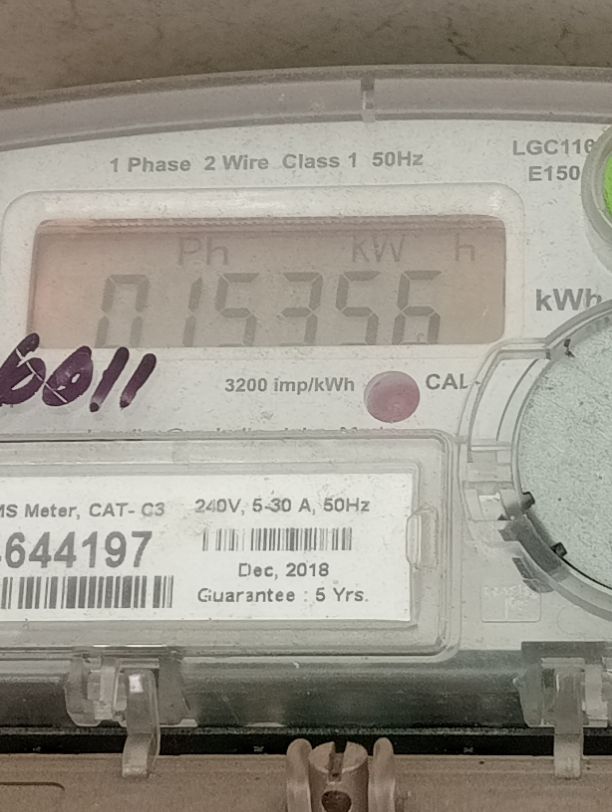 1 Phase 2 Wire Class 1 50Hz
LGC110
E150
Ph KW h
015356
kWh
6011
3200 imp/kWh
CAL
MS Meter, CAT- C3
240V, 5-30 A, 50Hz
644197
Dec, 2018
Guarantee : 5 Yrs.